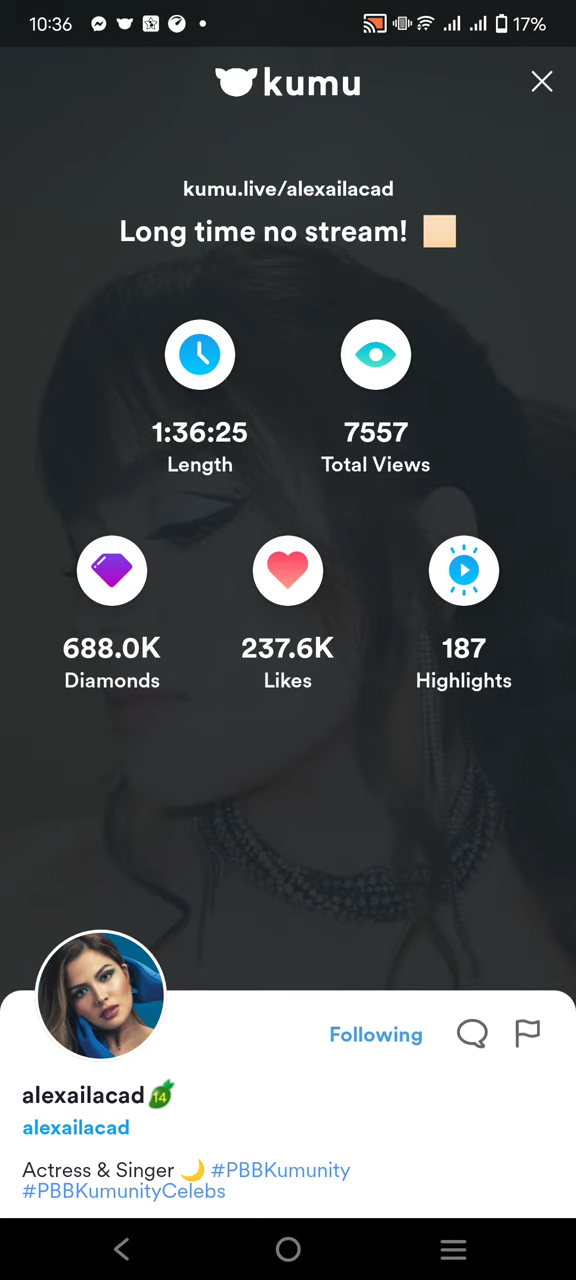 10:36
17%
kumu
kumu.live/alexailacad
Long time no stream!
1:36:25
Length
7557
Total Views
688.0K
Diamonds
237.6K
Likes
187
Highlights
Following
alexailacad 14
alexailacad
Actress & Singer 🌙 #PBBKumunity
#PBBKumunityCelebs